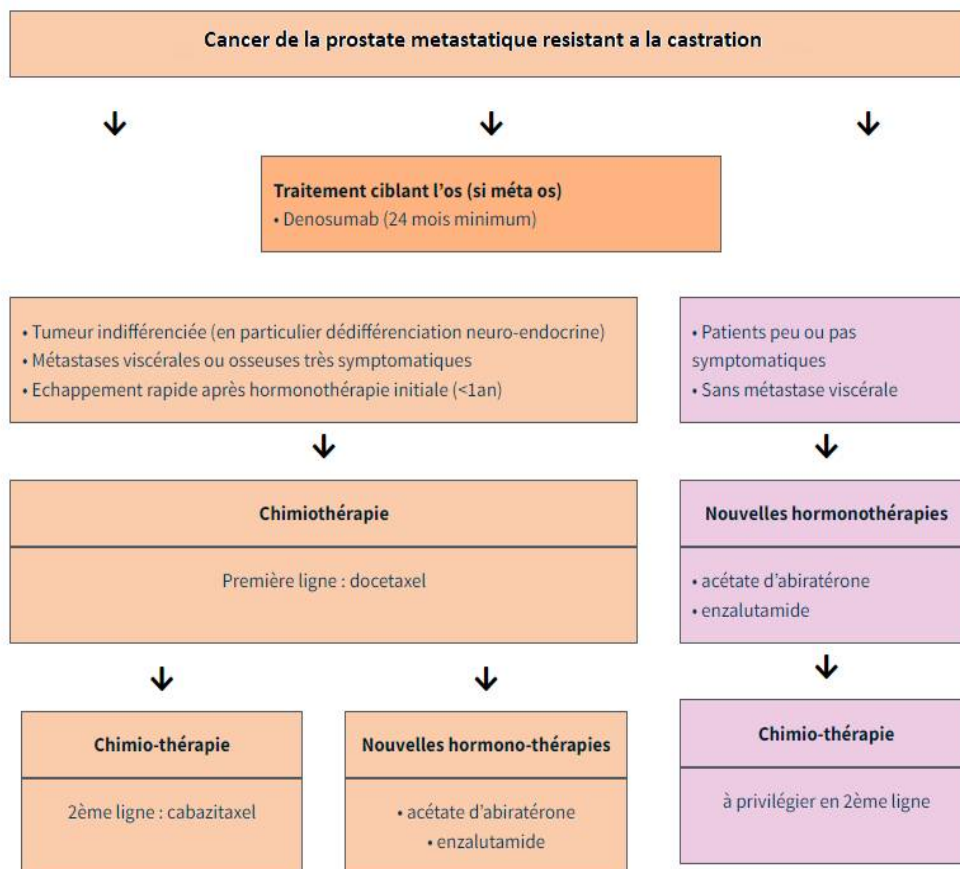 Cancer de la prostate metastatique resistant a la castration
Traitement ciblant l'os (si méta os)
• Denosumab (24 mois minimum)
• Tumeur indifférenciée (en particulier dédifférenciation neuro-endocrine)
• Métastases viscérales ou osseuses très symptomatiques
• Echappement rapide après hormonothérapie initiale (<1an)
• Patients peu ou pas
symptomatiques
• Sans métastase viscérale
Chimiothérapie
Première ligne : docetaxel
Nouvelles hormonothérapies
• acétate d'abiratérone
• enzalutamide
Chimio-thérapie
2ème ligne : cabazitaxel
Nouvelles hormono-thérapies
• acétate d'abiratérone
• enzalutamide
Chimio-thérapie
à privilégier en 2ème ligne